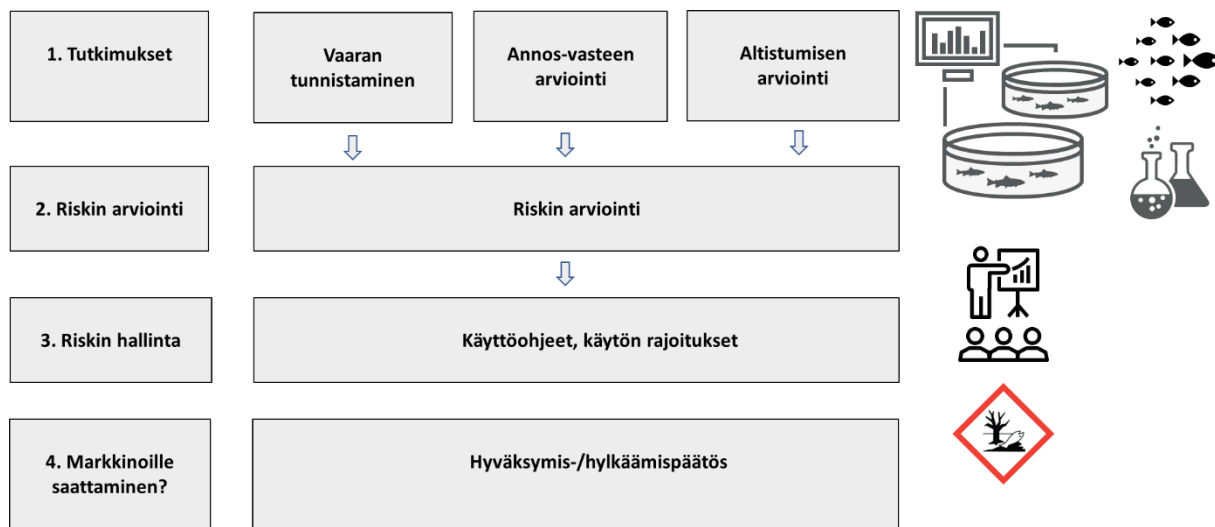 1. Tutkimukset
Vaaran
tunnistaminen
Annos-vasteen
arviointi
Altistumisen
arviointi
2. Riskin arviointi
Riskin arviointi
3. Riskin hallinta
Käyttöohjeet, käytön rajoitukset
4. Markkinoille
saattaminen?
Hyväksymis-/hylkäämispäätös